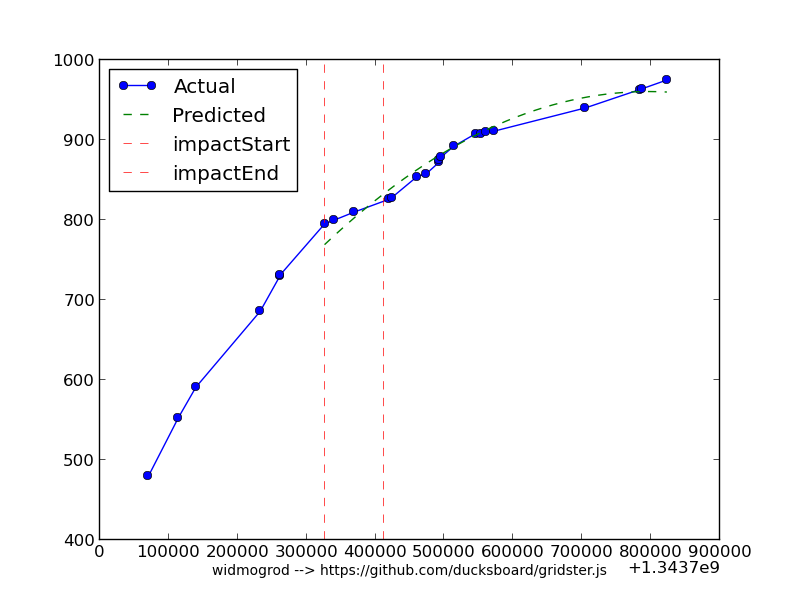 1000
900
800
700
600
500
400
Actual
Predicted
impactStart
impactEnd
0 100000 200000 300000 400000 500000 600000 700000 800000 900000
widmogrod --> https://github.com/ducksboard/gridster.js +1.3437e9